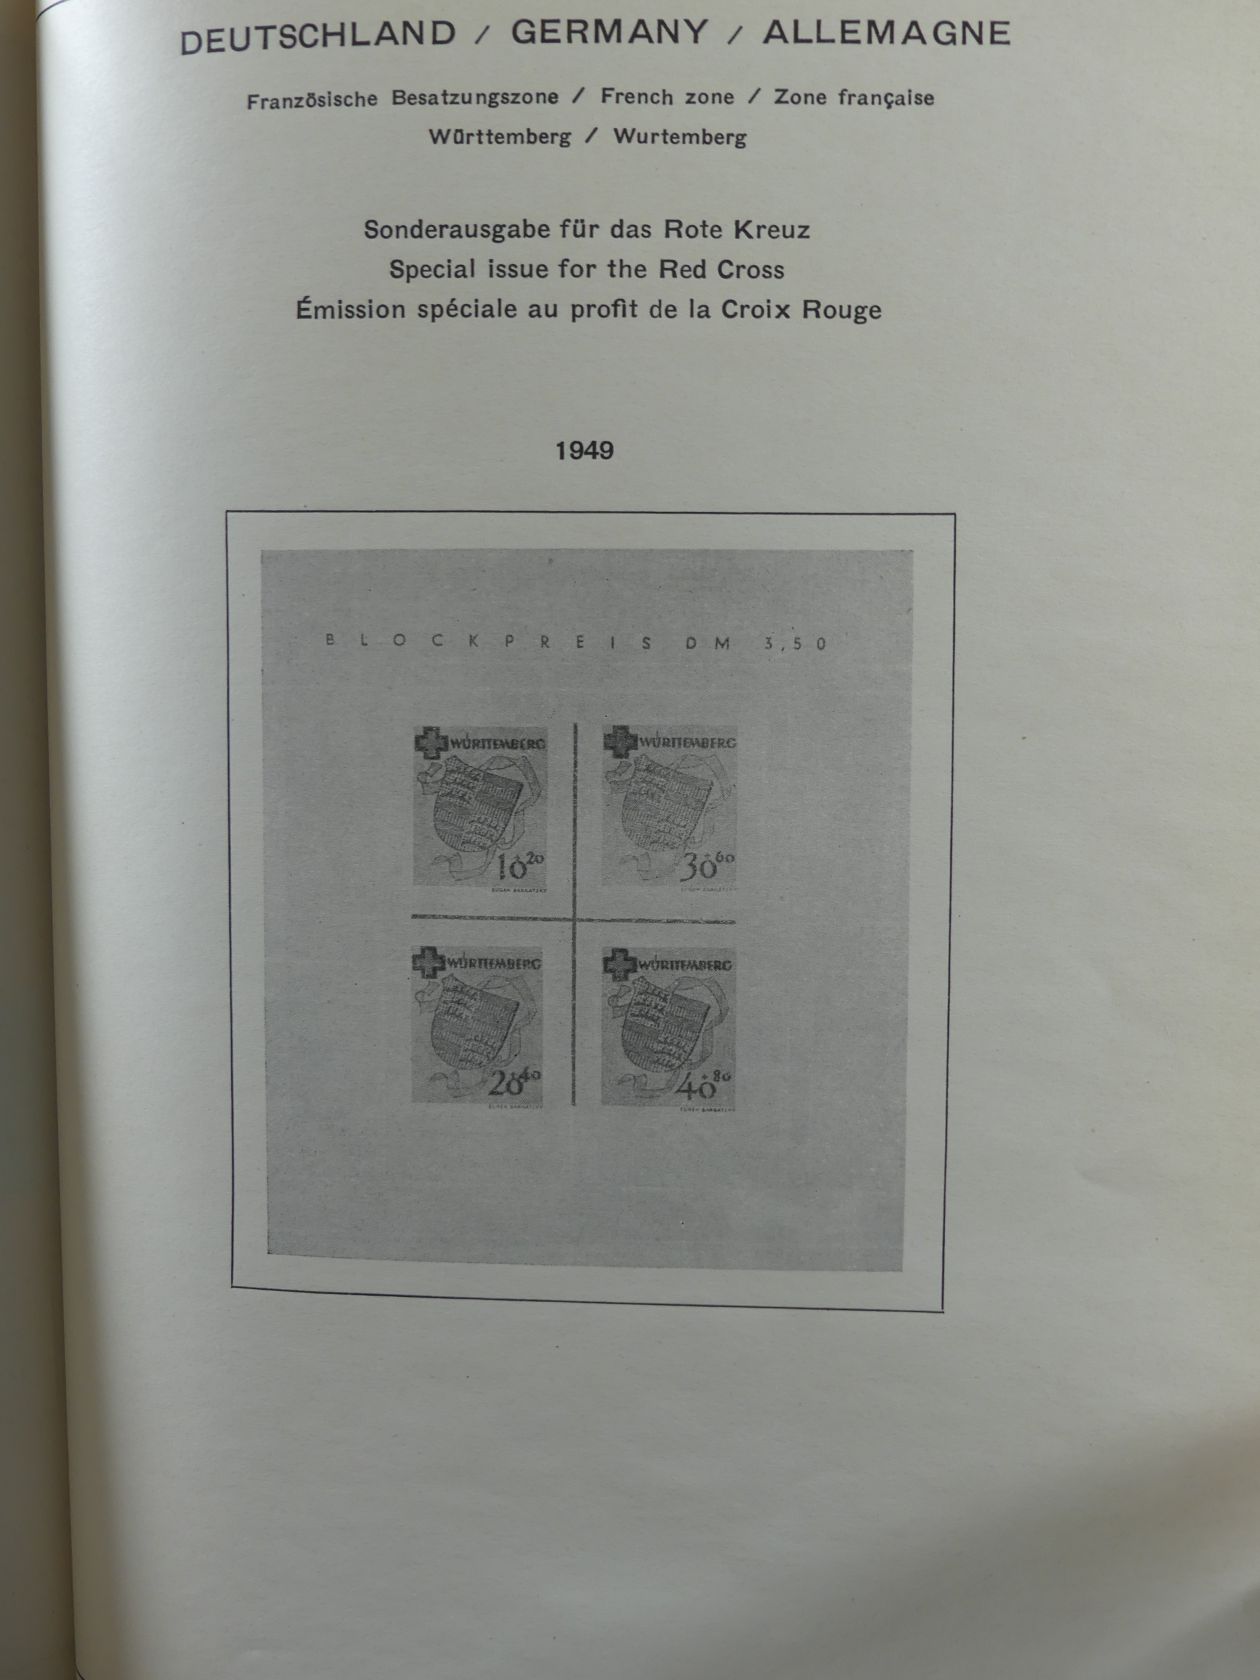 DEUTSCHLAND / GERMANY / ALLEMAGNE
Französische Besatzungszone / French zone / Zone française
Württemberg / Wurtemberg
Sonderausgabe für das Rote Kreuz
Special issue for the Red Cross
Émission spéciale au profit de la Croix Rouge
1949
BLOCKPREIS DM 3,50
WÜRTTEMBERG
10+20
WÜRTTEMBERG
30+60
WÜRTTEMBERG
20+40
WÜRTTEMBERG
40+80